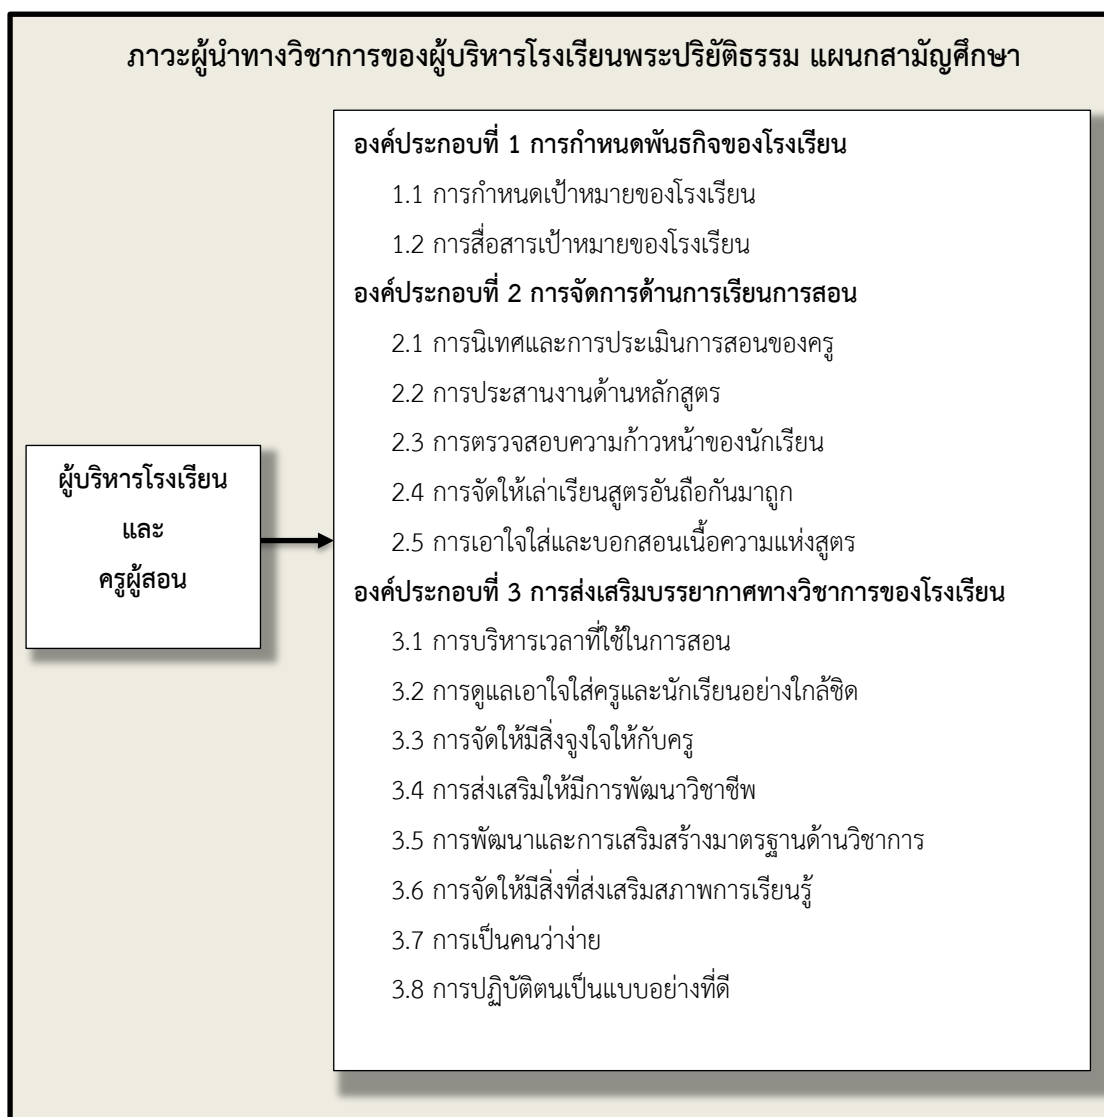 ภาวะผู้นำทางวิชาการของผู้บริหารโรงเรียนพระปริยัติธรรม แผนกสามัญศึกษา
ผู้บริหารโรงเรียน
และ
ครูผู้สอน
องค์ประกอบที่ 1 การกำหนดพันธกิจของโรงเรียน
1.1 การกำหนดเป้าหมายของโรงเรียน
1.2 การสื่อสารเป้าหมายของโรงเรียน
องค์ประกอบที่ 2 การจัดการด้านการเรียนการสอน
2.1 การนิเทศและการประเมินการสอนของครู
2.2 การประสานงานด้านหลักสูตร
2.3 การตรวจสอบความก้าวหน้าของนักเรียน
2.4 การจัดให้เล่าเรียนสูตรอันถือกันมาถูก
2.5 การเอาใจใส่และบอกสอนเนื้อความแห่งสูตร
องค์ประกอบที่ 3 การส่งเสริมบรรยากาศทางวิชาการของโรงเรียน
3.1 การบริหารเวลาที่ใช้ในการสอน
3.2 การดูแลเอาใจใส่ครูและนักเรียนอย่างใกล้ชิด
3.3 การจัดให้มีสิ่งจูงใจให้กับครู
3.4 การส่งเสริมให้มีการพัฒนาวิชาชีพ
3.5 การพัฒนาและการเสริมสร้างมาตรฐานด้านวิชาการ
3.6 การจัดให้มีสิ่งที่ส่งเสริมสภาพการเรียนรู้
3.7 การเป็นคนว่าง่าย
3.8 การปฏิบัติตนเป็นแบบอย่างที่ดี